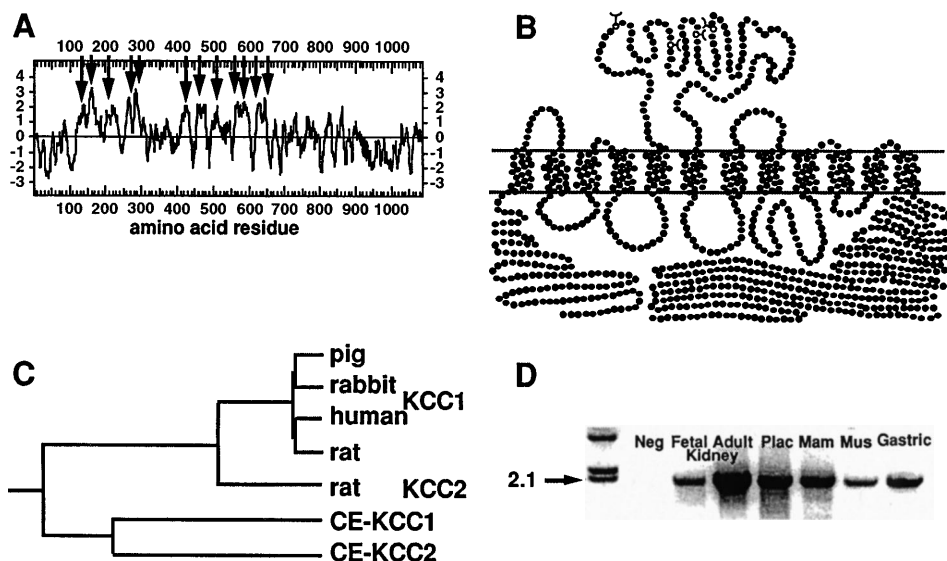 A
100 200 300 400 500 600 700 800 900 1000
4 4
3 3
2 2
1 1
0 0
-1 -1
-2 -2
-3 -3
100 200 300 400 500 600 700 800 900 1000
amino acid residue
B
C
pig
rabbit
KCC1
human
rat
rat KCC2
CE-KCC1
CE-KCC2
D
Neg Fetal Adult Plac Mam Mus Gastric
Kidney
2.1